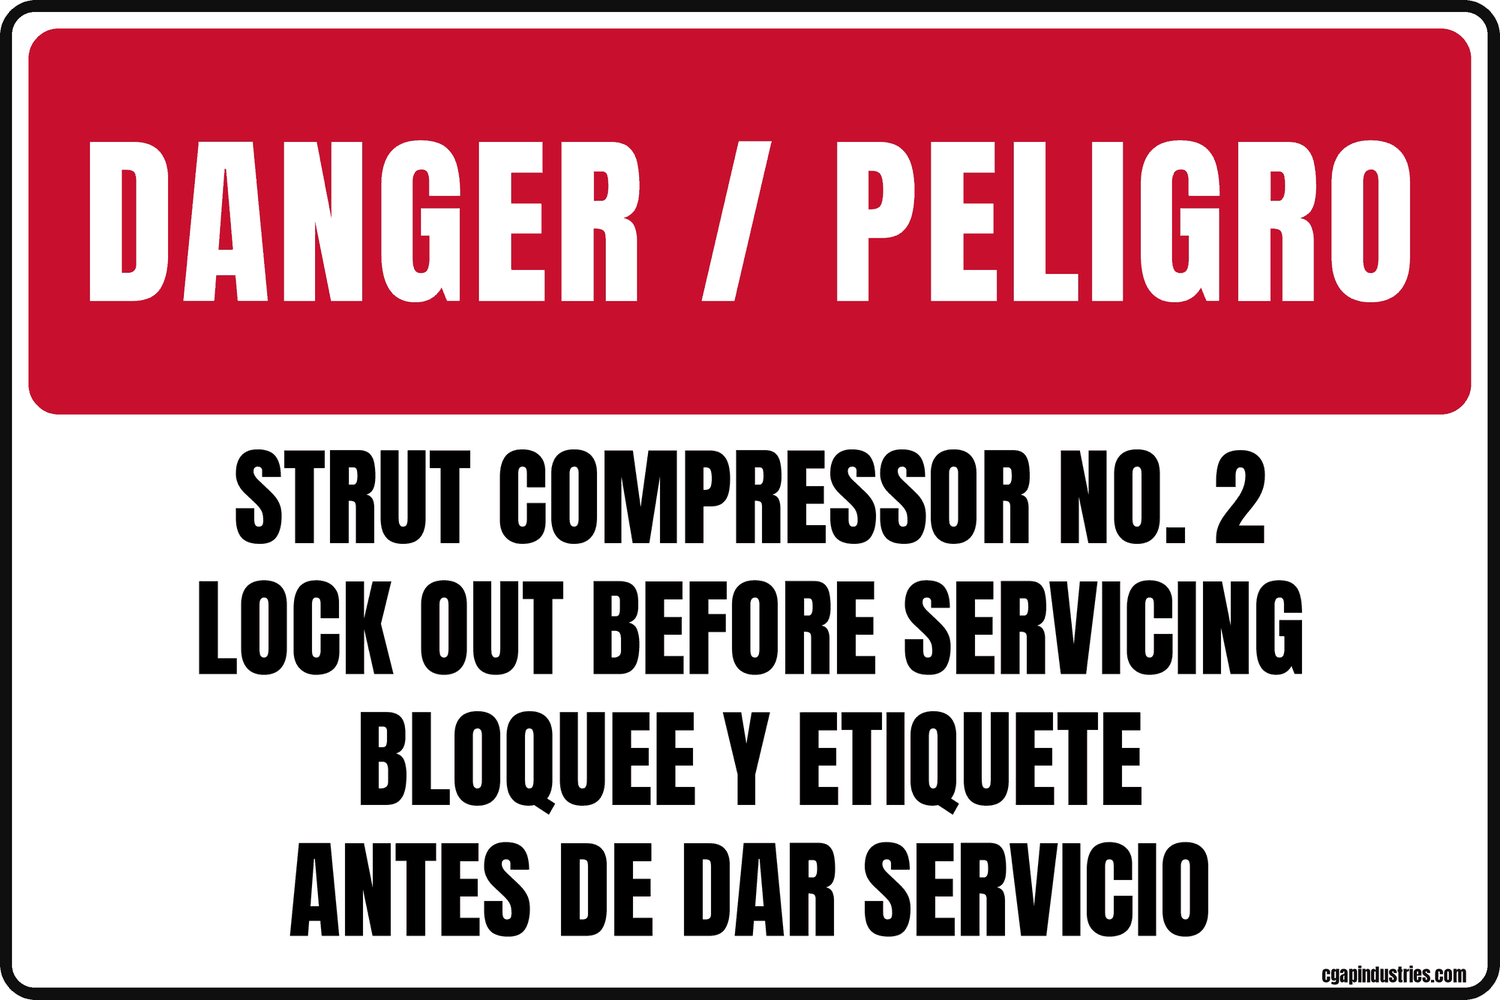 DANGER / PELIGRO
STRUT COMPRESSOR NO. 2
LOCK OUT BEFORE SERVICING
BLOQUEE Y ETIQUETE
ANTES DE DAR SERVICIO
cgapindustries.com